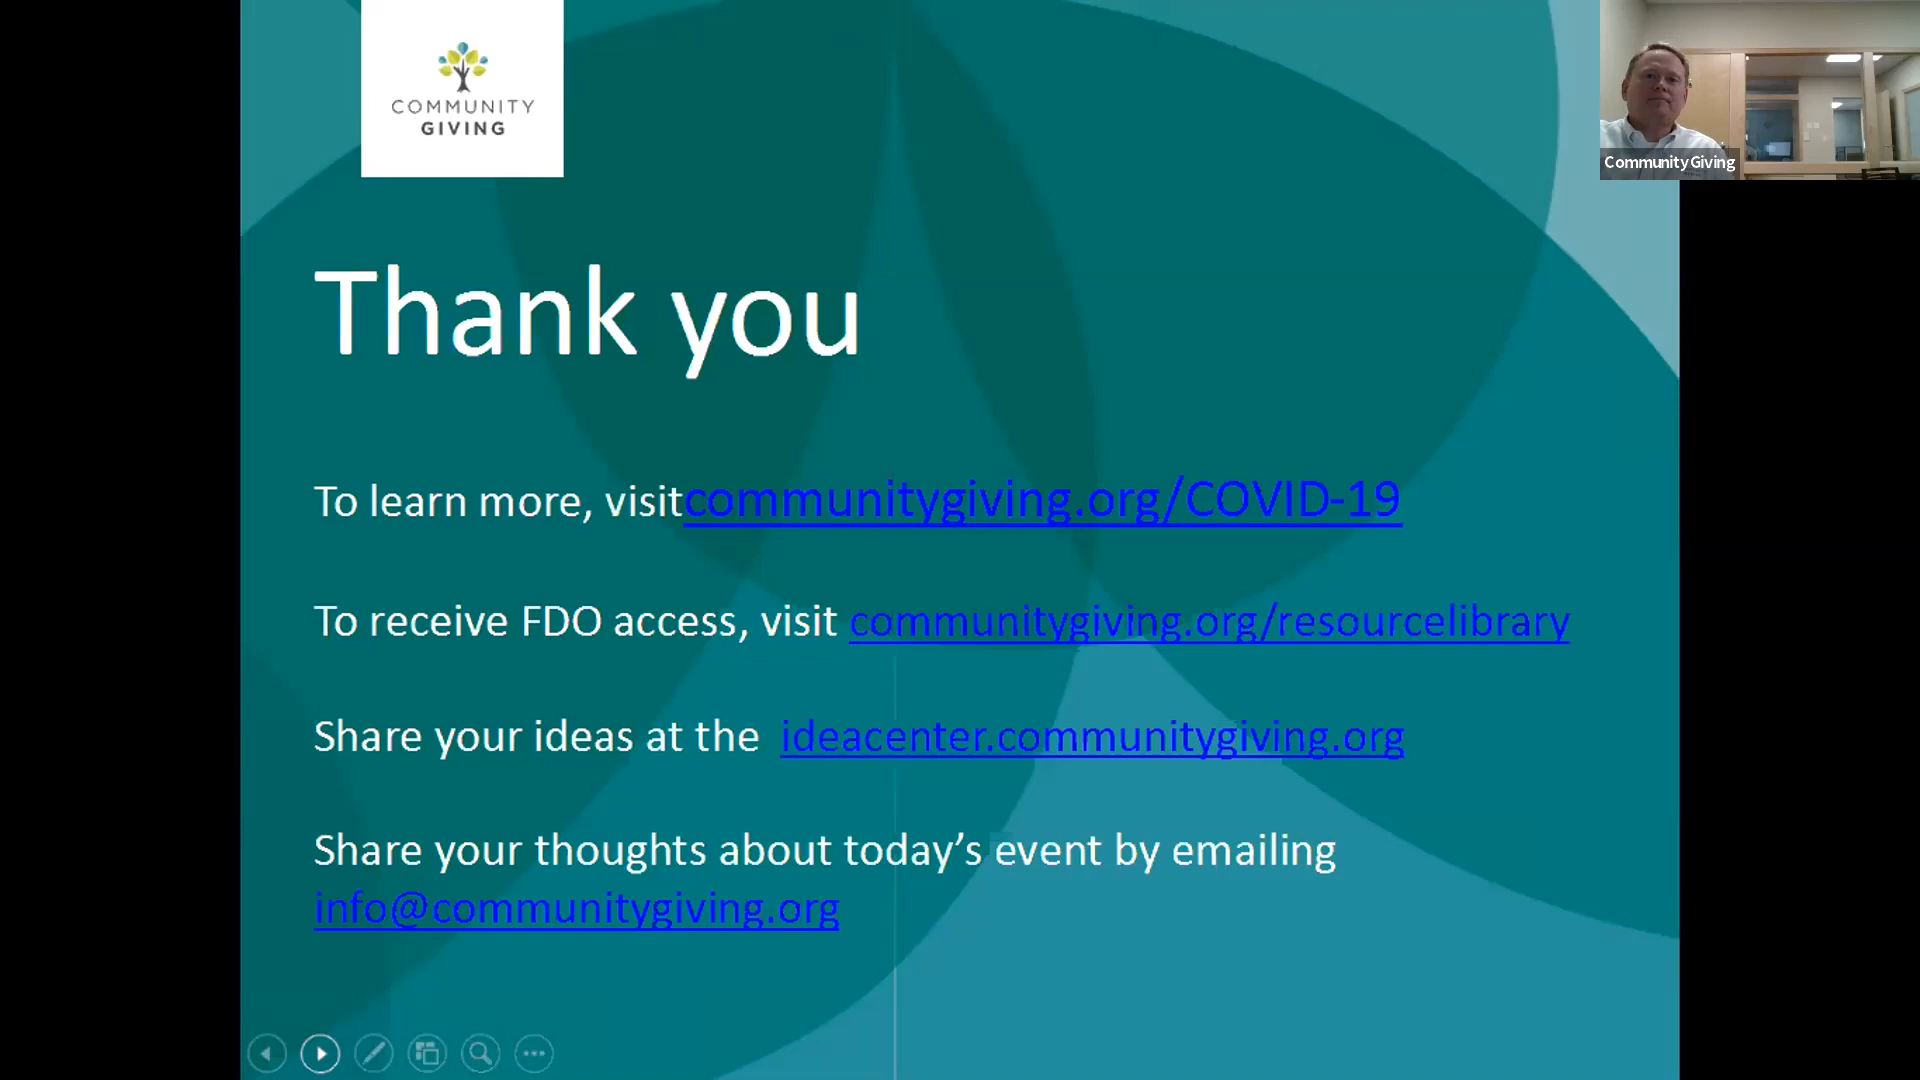 COMMUNITY
GIVING
Community Giving
Thank you
To learn more, visitcommunitygiving.org/COVID-19
To receive FDO access, visit communitygiving.org/resourcelibrary
Share your ideas at the ideacenter.communitygiving.org
Share your thoughts about today’s event by emailing
info@communitygiving.org